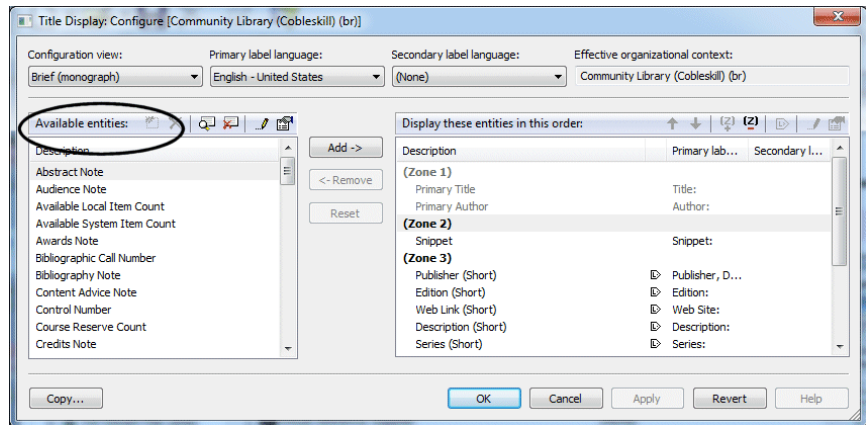 Title Display: Configure [Community Library (Cobleskill) (br)]
Configuration view: Primary label language: Secondary label language: Effective organizational context:
Brief (monograph) English - United States (None) Community Library (Cobleskill) (br)
Available entities: Display these entities in this order:
Description Add -> Description Primary lab... Secondary l...
Abstract Note (Zone 1)
Audience Note <- Remove Primary Title Title:
Available Local Item Count Primary Author Author:
Available System Item Count Reset (Zone 2)
Awards Note Snippet Snippet:
Bibliographic Call Number (Zone 3)
Bibliography Note Publisher (Short) Publisher, D...
Content Advice Note Edition (Short) Edition:
Control Number Web Link (Short) Web Site:
Course Reserve Count Description (Short) Description:
Credits Note Series (Short) Series:
Copy... OK Cancel Apply Revert Help